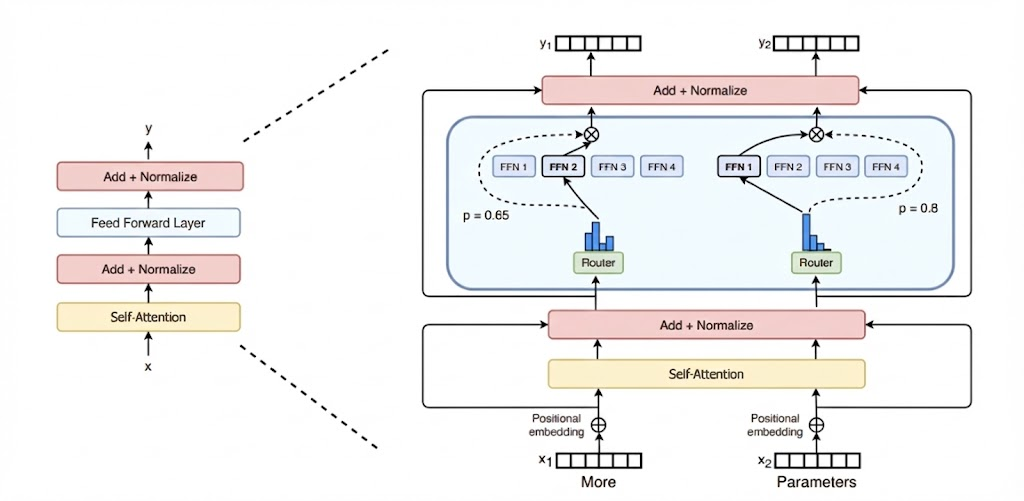 y
Add + Normalize
Feed Forward Layer
Add + Normalize
Self-Attention
x
y1
y2
Add + Normalize
FFN 1 FFN 2 FFN 3 FFN 4
FFN 1 FFN 2 FFN 3 FFN 4
p = 0.65
p = 0.8
Router
Router
Add + Normalize
Self-Attention
Positional
embedding
Positional
embedding
x1
x2
More
Parameters